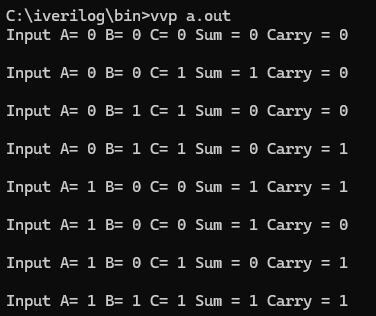 C:\iverilog\bin>vvp a.out
Input A= 0 B= 0 C= 0 Sum = 0 Carry = 0
Input A= 0 B= 0 C= 1 Sum = 1 Carry = 0
Input A= 0 B= 1 C= 1 Sum = 0 Carry = 0
Input A= 0 B= 1 C= 1 Sum = 0 Carry = 1
Input A= 1 B= 0 C= 0 Sum = 1 Carry = 1
Input A= 1 B= 0 C= 0 Sum = 1 Carry = 0
Input A= 1 B= 0 C= 1 Sum = 0 Carry = 1
Input A= 1 B= 1 C= 1 Sum = 1 Carry = 1